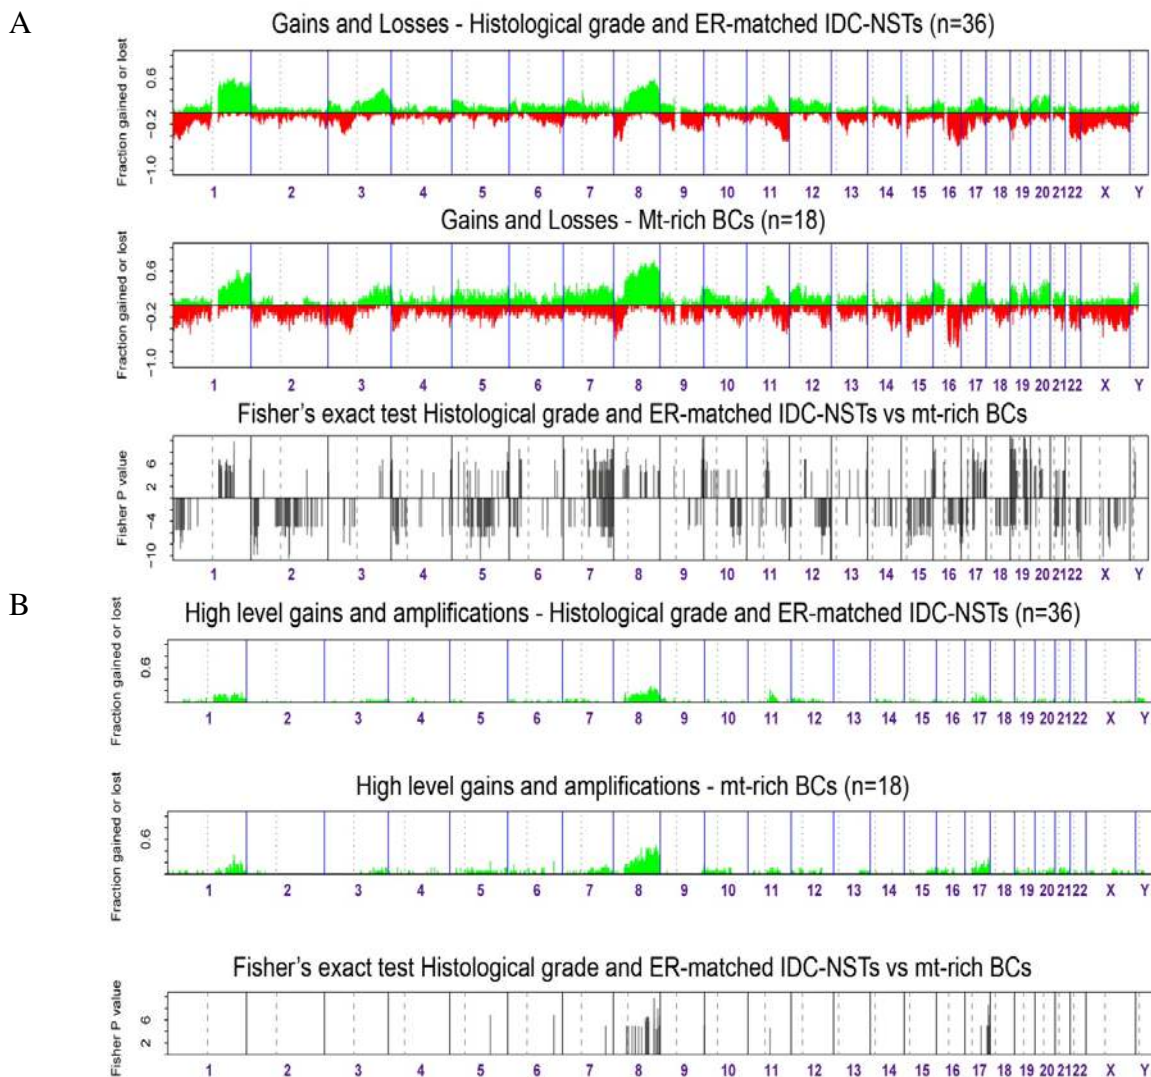 A
Gains and Losses - Histological grade and ER-matched IDC-NSTs (n=36)
Fraction gained or lost
0.6
−0.2
−1.0
1 2 3 4 5 6 7 8 9 10 11 12 13 14 15 16 17 18 19 20 21 22 X Y
Gains and Losses - Mt-rich BCs (n=18)
Fraction gained or lost
0.6
−0.2
−1.0
1 2 3 4 5 6 7 8 9 10 11 12 13 14 15 16 17 18 19 20 21 22 X Y
Fisher's exact test Histological grade and ER-matched IDC-NSTs vs mt-rich BCs
Fisher P value
6
2
−4
−10
1 2 3 4 5 6 7 8 9 10 11 12 13 14 15 16 17 18 19 20 21 22 X Y
B
High level gains and amplifications - Histological grade and ER-matched IDC-NSTs (n=36)
Fraction gained or lost
0.6
1 2 3 4 5 6 7 8 9 10 11 12 13 14 15 16 17 18 19 20 21 22 X Y
High level gains and amplifications - mt-rich BCs (n=18)
Fraction gained or lost
0.6
1 2 3 4 5 6 7 8 9 10 11 12 13 14 15 16 17 18 19 20 21 22 X Y
Fisher's exact test Histological grade and ER-matched IDC-NSTs vs mt-rich BCs
Fisher P value
6
2
1 2 3 4 5 6 7 8 9 10 11 12 13 14 15 16 17 18 19 20 21 22 X Y